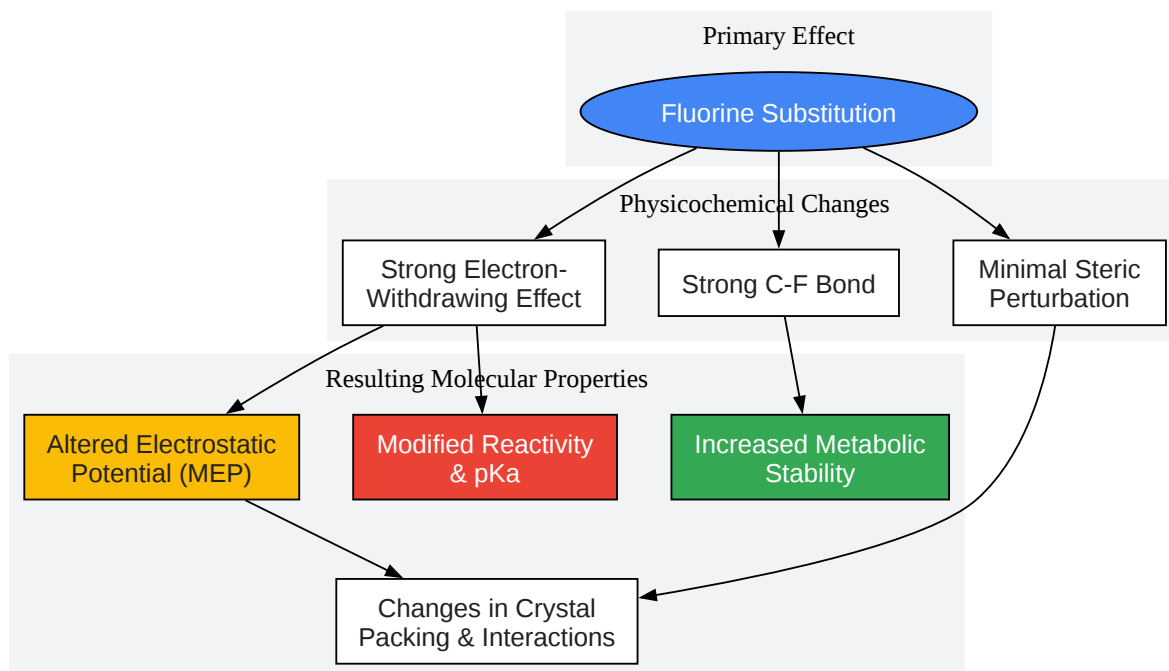 Primary Effect
Fluorine Substitution
Physicochemical Changes
Strong Electron-
Withdrawing Effect
Strong C-F Bond
Minimal Steric
Perturbation
Resulting Molecular Properties
Altered Electrostatic
Potential (MEP)
Modified Reactivity
& pKa
Increased Metabolic
Stability
Changes in Crystal
Packing & Interactions